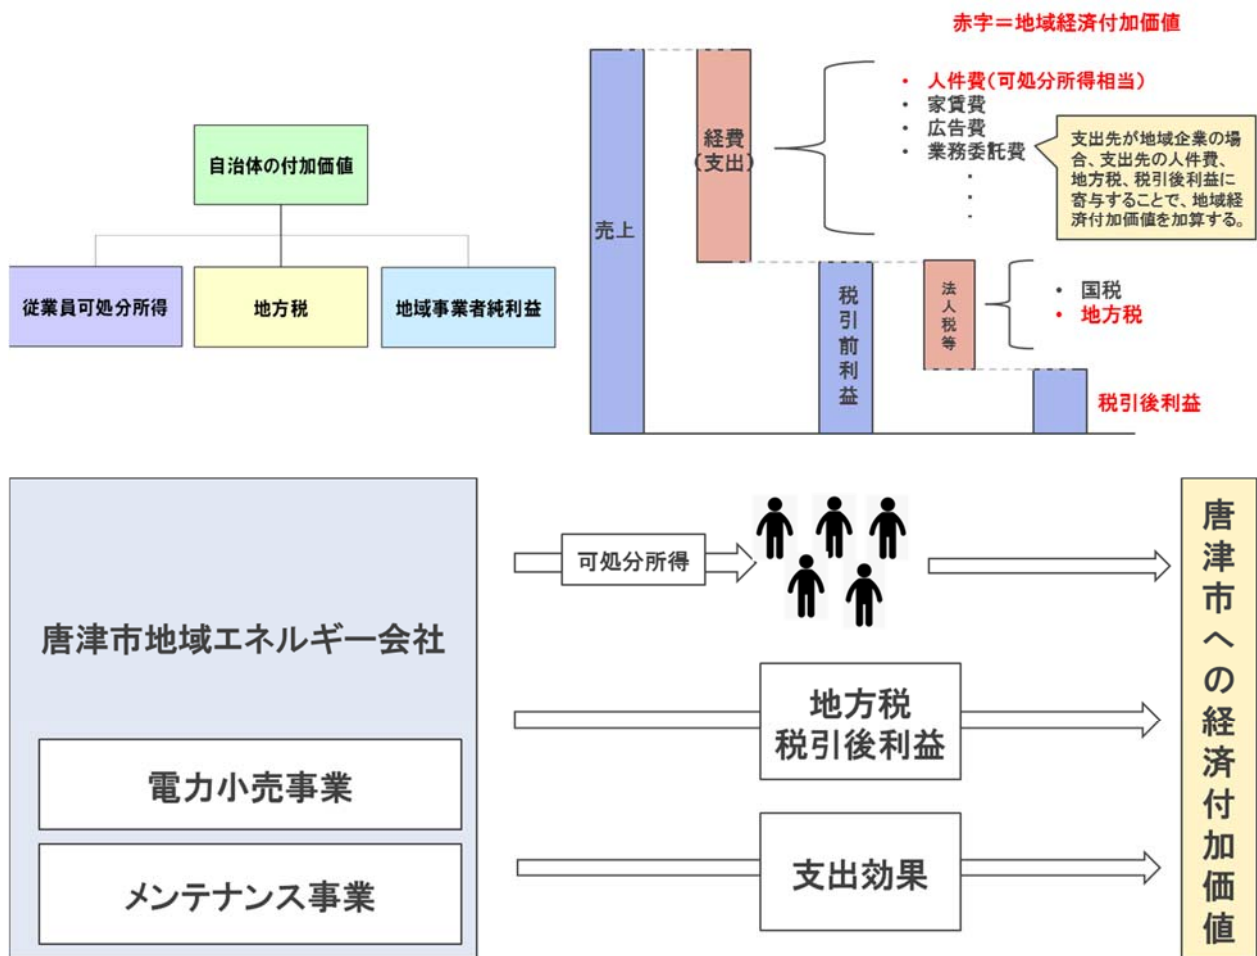 赤字＝地域経済付加価値
自治体の付加価値
従業員可処分所得
地方税
地域事業者純利益
売上
経費
（支出）
・ 人件費（可処分所得相当）
・ 家賃費
・ 広告費
・ 業務委託費
・
・
・
支出先が地域企業の場
合、支出先の人件費、
地方税、税引後利益に
寄与することで、地域経
済付加価値を加算する。
税引前利益
法人税等
・ 国税
・ 地方税
税引後利益
唐津市地域エネルギー会社
電力小売事業
メンテナンス事業
可処分所得
地方税
税引後利益
支出効果
唐津市への経済付加価値